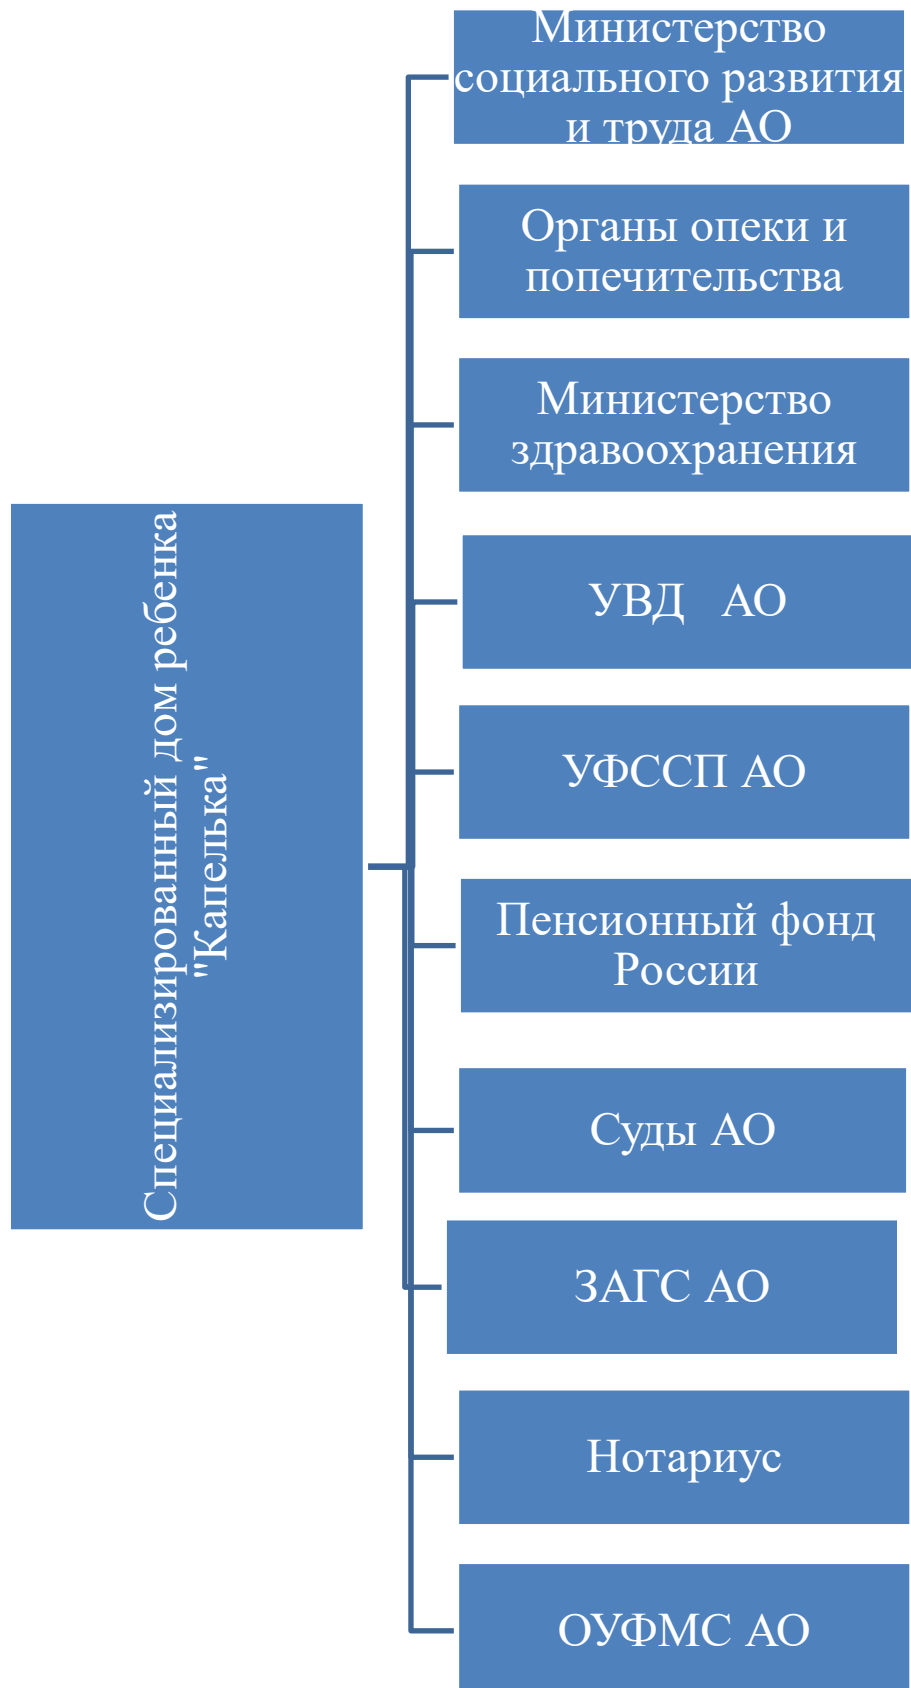 Специализированный дом ребенка
"Капелька"
Министерство
социального развития
и труда АО
Органы опеки и
попечительства
Министерство
здравоохранения
УВД АО
УФССП АО
Пенсионный фонд
России
Суды АО
ЗАГС АО
Нотариус
ОУФМС АО